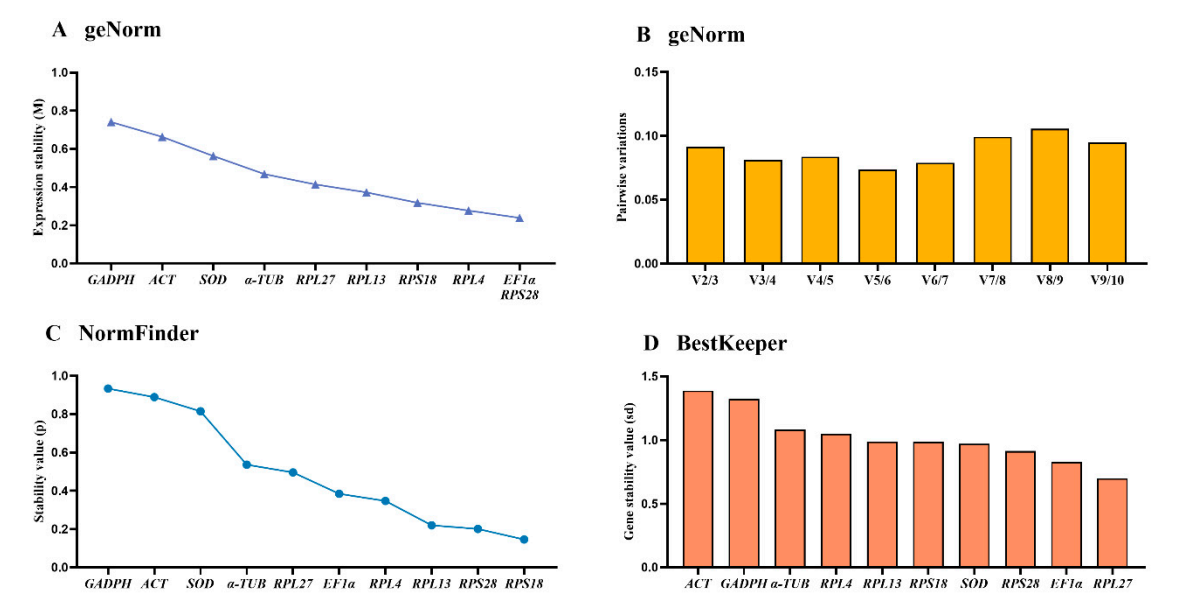 A geNorm
Expression stability (M)
1.0
0.8
0.6
0.4
0.2
0.0
GADPH ACT SOD α-TUB RPL27 RPL13 RPS18 RPL4 EF1α
RPS28
B geNorm
Pairwise variations
0.15
0.10
0.05
0.00
V2/3 V3/4 V4/5 V5/6 V6/7 V7/8 V8/9 V9/10
C NormFinder
Stability value (p)
1.0
0.8
0.6
0.4
0.2
0.0
GADPH ACT SOD α-TUB RPL27 EF1α RPL4 RPL13 RPS28 RPS18
D BestKeeper
Gene stability value (sd)
1.5
1.0
0.5
0.0
ACT GADPH α-TUB RPL4 RPL13 RPS18 SOD RPS28 EF1α RPL27